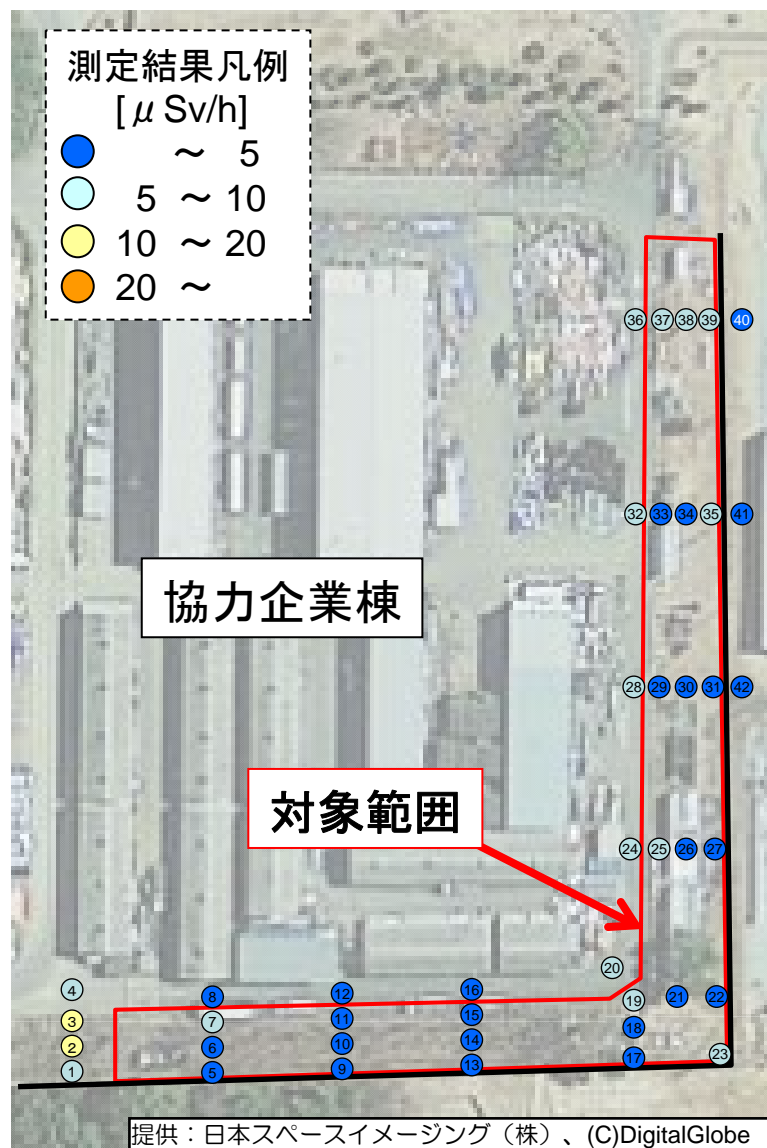 測定結果凡例
[μSv/h]
～ 5
5 ～ 10
10 ～ 20
20 ～
36 37 38 39 40
32 33 34 35 41
協力企業棟
28 29 30 31 42
対象範囲
24 25 26 27
20
4 8 12 16 19 21 22
3 7 11 15 18
2 6 10 14
1 5 9 13 17 23
提供：日本スペースイメージング（株）、(C)DigitalGlobe